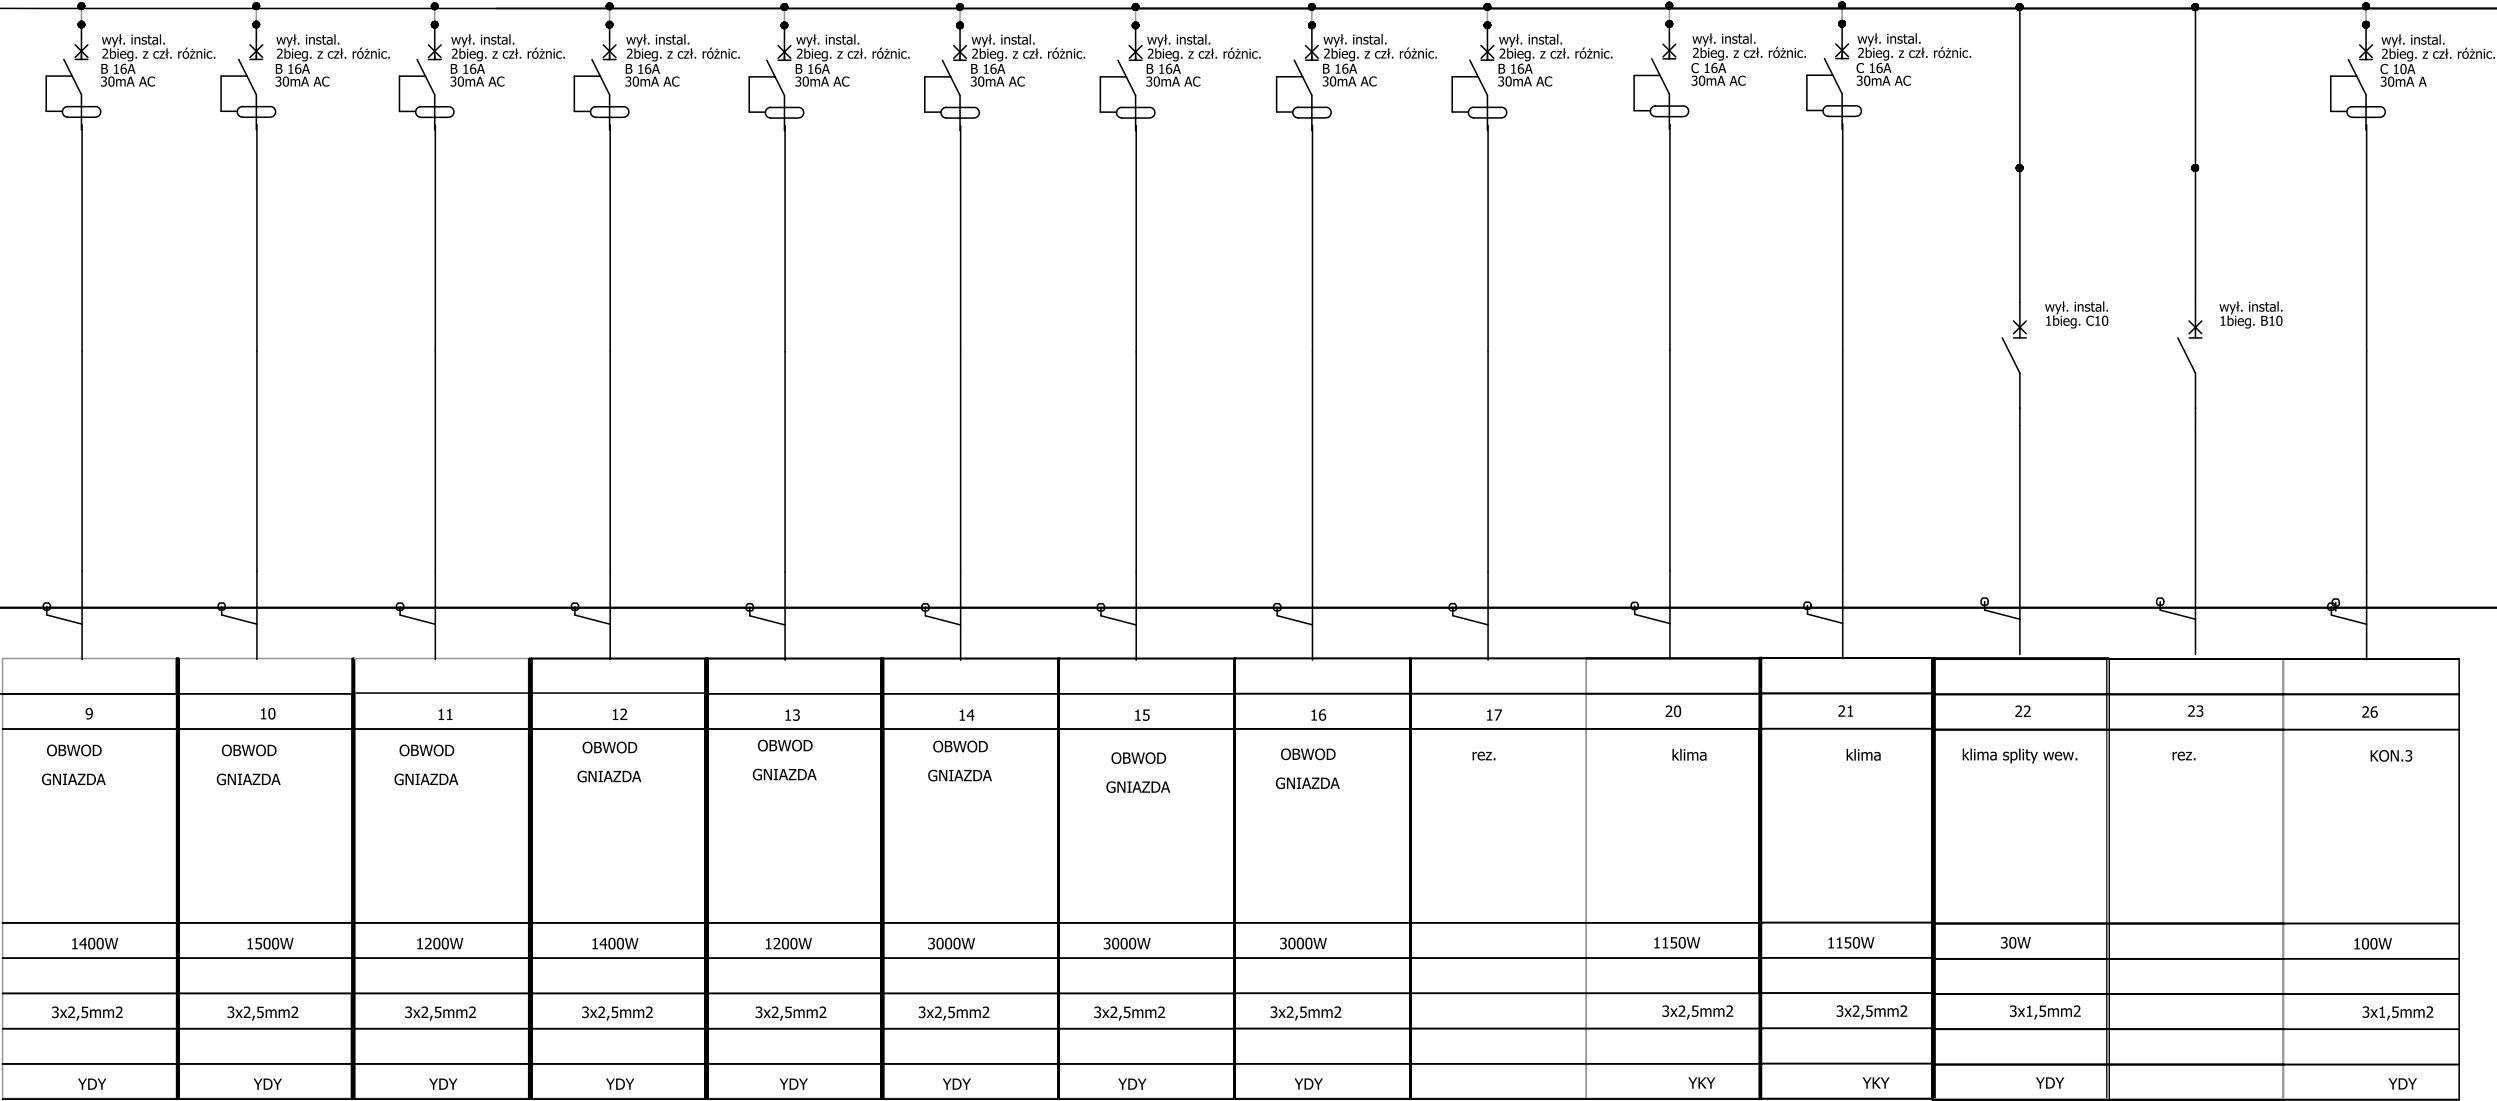 wył. instal.
2bieg. z czł. różnic.
B 16A
30mA AC
wył. instal.
2bieg. z czł. różnic.
B 16A
30mA AC
wył. instal.
2bieg. z czł. różnic.
B 16A
30mA AC
wył. instal.
2bieg. z czł. różnic.
B 16A
30mA AC
wył. instal.
2bieg. z czł. różnic.
B 16A
30mA AC
wył. instal.
2bieg. z czł. różnic.
B 16A
30mA AC
wył. instal.
2bieg. z czł. różnic.
B 16A
30mA AC
wył. instal.
2bieg. z czł. różnic.
B 16A
30mA AC
wył. instal.
2bieg. z czł. różnic.
B 16A
30mA AC
wył. instal.
2bieg. z czł. różnic.
C 16A
30mA AC
wył. instal.
2bieg. z czł. różnic.
C 16A
30mA AC
wył. instal.
1bieg. C10
wył. instal.
1bieg. B10
wył. instal.
2bieg. z czł. różnic.
C 10A
30mA A
9 10 11 12 13 14 15 16 17 20 21 22 23 26
OBWOD
GNIAZDA
OBWOD
GNIAZDA
OBWOD
GNIAZDA
OBWOD
GNIAZDA
OBWOD
GNIAZDA
OBWOD
GNIAZDA
OBWOD
GNIAZDA
OBWOD
GNIAZDA
rez.
klima
klima
klima splity wew.
rez.
KON.3
1400W 1500W 1200W 1400W 1200W 3000W 3000W 3000W 1150W 1150W 30W 100W
3x2,5mm2 3x2,5mm2 3x2,5mm2 3x2,5mm2 3x2,5mm2 3x2,5mm2 3x2,5mm2 3x2,5mm2 3x2,5mm2 3x2,5mm2 3x1,5mm2 3x1,5mm2
YDY YDY YDY YDY YDY YDY YDY YDY YKY YKY YDY YDY